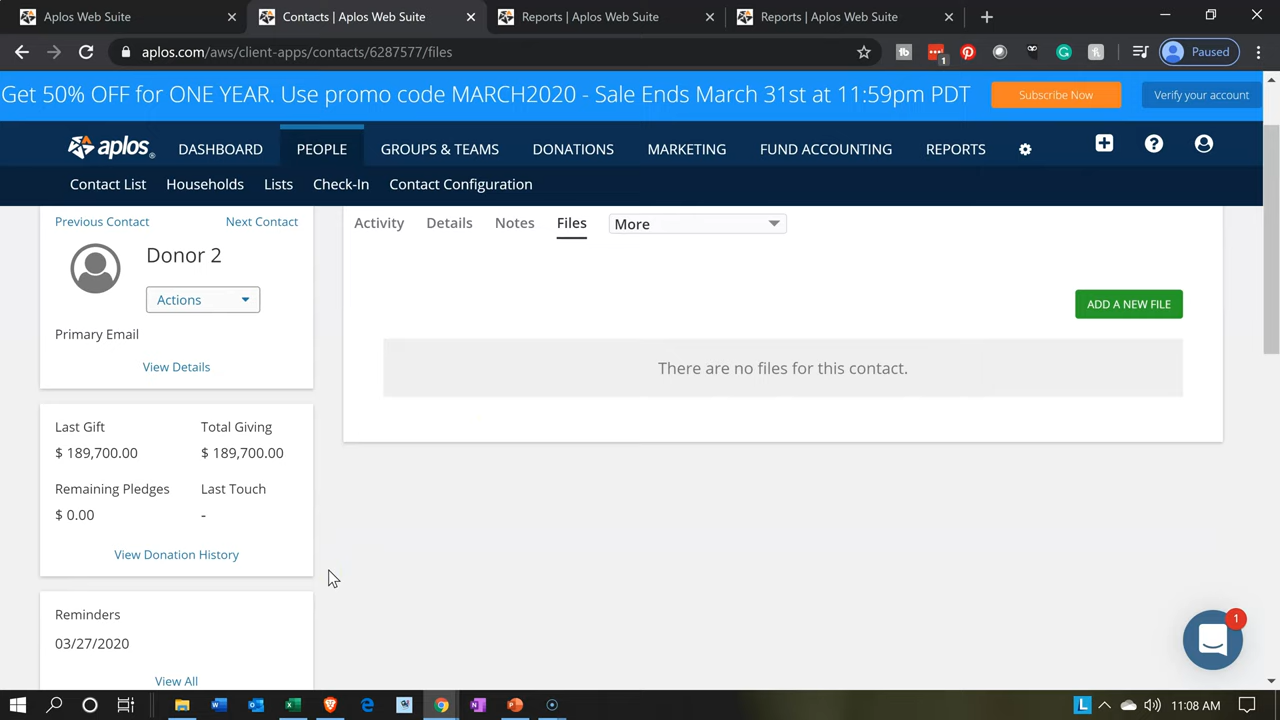 Aplos Web Suite
Contacts | Aplos Web Suite
Reports | Aplos Web Suite
Reports | Aplos Web Suite
aplos.com/aws/client-apps/contacts/6287577/files
1
Paused
Get 50% OFF for ONE YEAR. Use promo code MARCH2020 - Sale Ends March 31st at 11:59pm PDT
Subscribe Now
Verify your account
aplos
DASHBOARD
PEOPLE
GROUPS & TEAMS
DONATIONS
MARKETING
FUND ACCOUNTING
REPORTS
Contact List
Households
Lists
Check-In
Contact Configuration
Previous Contact
Next Contact
Donor 2
Actions
Primary Email
View Details
Activity
Details
Notes
Files
More
ADD A NEW FILE
There are no files for this contact.
Last Gift
Total Giving
$ 189,700.00
$ 189,700.00
Remaining Pledges
Last Touch
$ 0.00
-
View Donation History
Reminders
03/27/2020
View All
1
11:08 AM